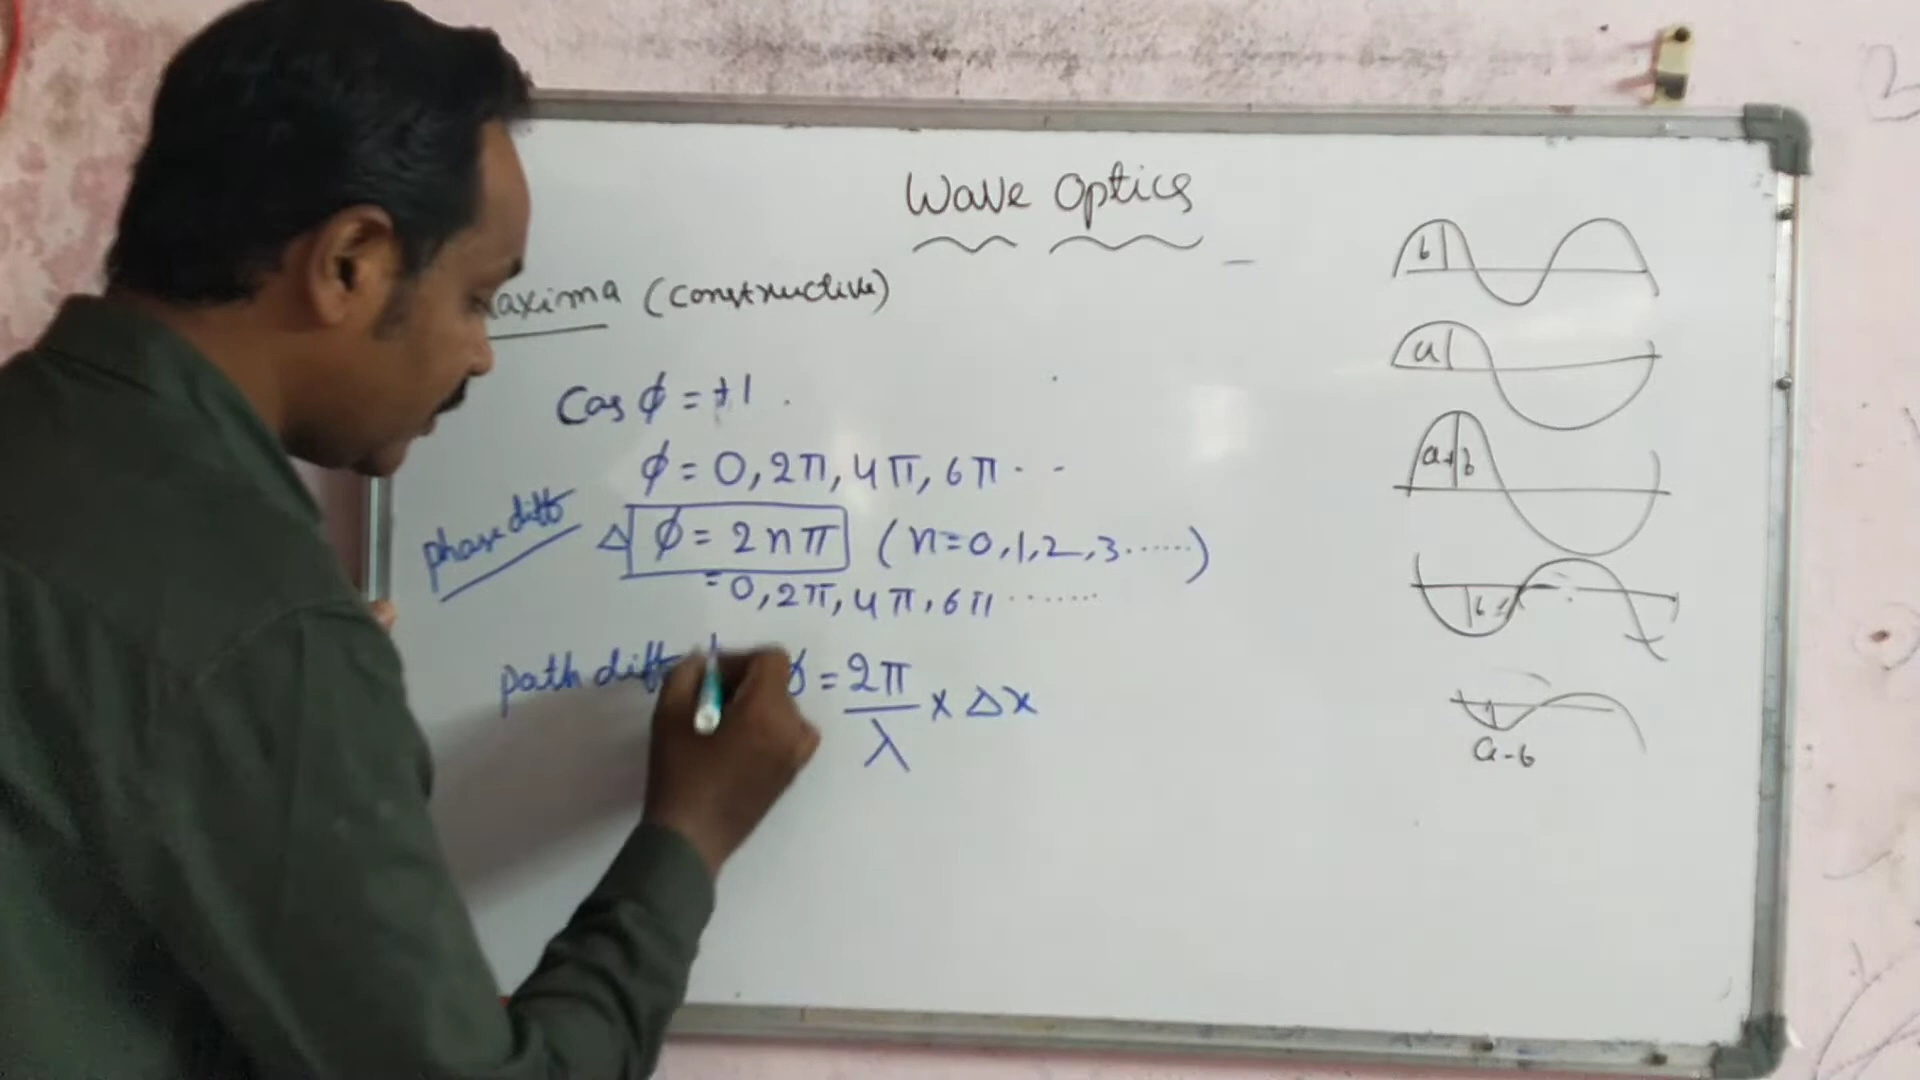 Wave Optics
axima (constructive)
Cos ϕ = +1
ϕ = 0, 2π, 4π, 6π . . .
phase diff Δ ϕ = 2nπ (n=0,1,2,3......)
= 0, 2π, 4π, 6π .......
path diff ϕ = 2π/λ x Δx
b
a
a+b
b
a-b